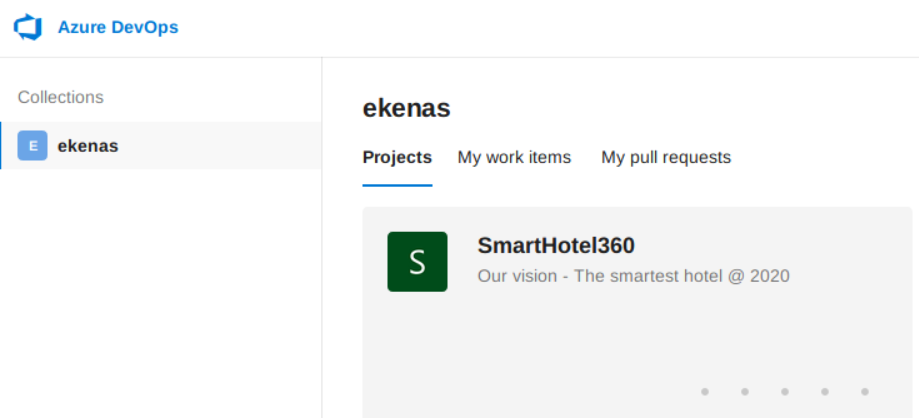 Azure DevOps
Collections
E ekenas
ekenas
Projects My work items My pull requests
S SmartHotel360
Our vision - The smartest hotel @ 2020